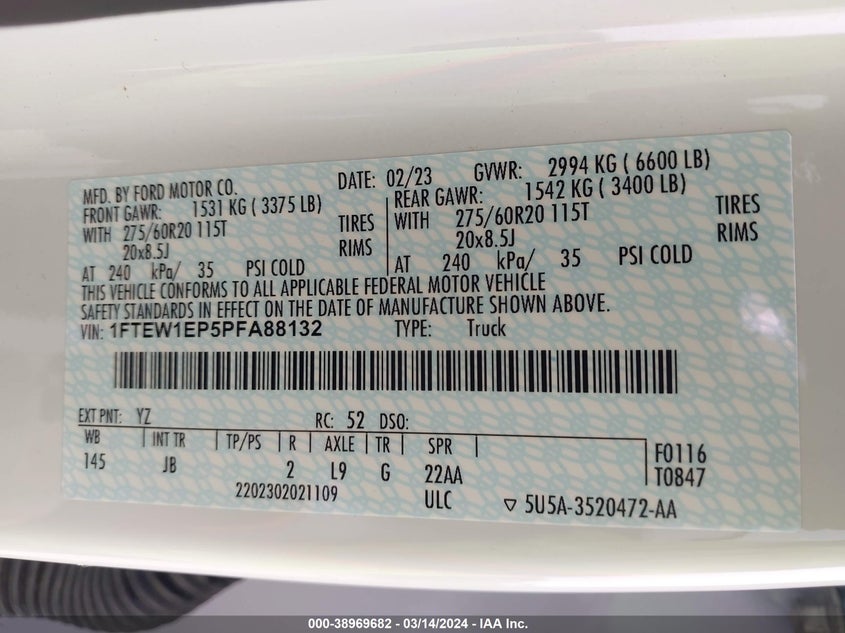 MFD. BY FORD MOTOR CO. DATE: 02/23 GVWR: 2994 KG ( 6600 LB)
FRONT GAWR: 1531 KG ( 3375 LB) REAR GAWR: 1542 KG ( 3400 LB)
WITH 275/60R20 115T TIRES WITH 275/60R20 115T TIRES
20x8.5J RIMS 20x8.5J RIMS
AT 240 kPa/ 35 PSI COLD AT 240 kPa/ 35 PSI COLD
THIS VEHICLE CONFORMS TO ALL APPLICABLE FEDERAL MOTOR VEHICLE
SAFETY STANDARDS IN EFFECT ON THE DATE OF MANUFACTURE SHOWN ABOVE.
VIN: 1FTEW1EP5PFA88132 TYPE: Truck
EXT PNT: YZ RC: 52 DSO:
WB INT TR TP/PS R AXLE TR SPR F0116
145 JB 2 L9 G 22AA T0847
2202302021109 ULC ▽ 5U5A-3520472-AA
000-38969682 - 03/14/2024 - IAA Inc.